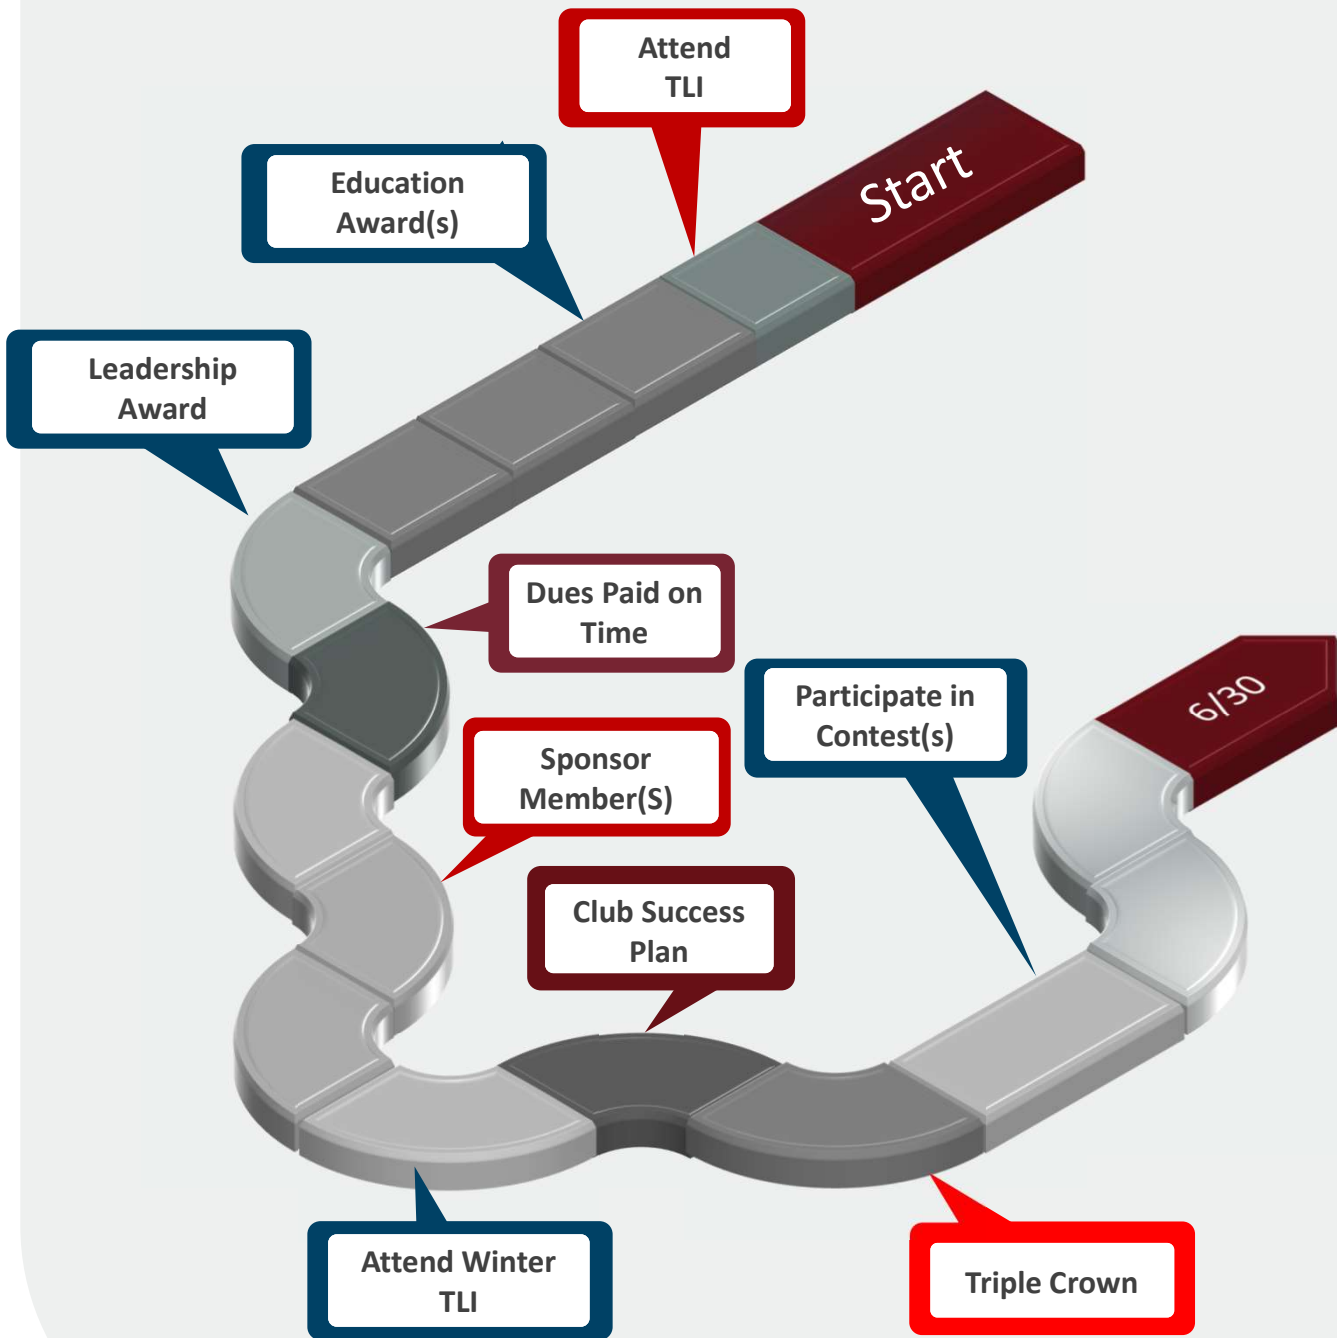 Attend
TLI
Start
Education
Award(s)
Leadership
Award
Dues Paid on
Time
Participate in
Contest(s)
6/30
Sponsor
Member(S)
Club Success
Plan
Attend Winter
TLI
Triple Crown